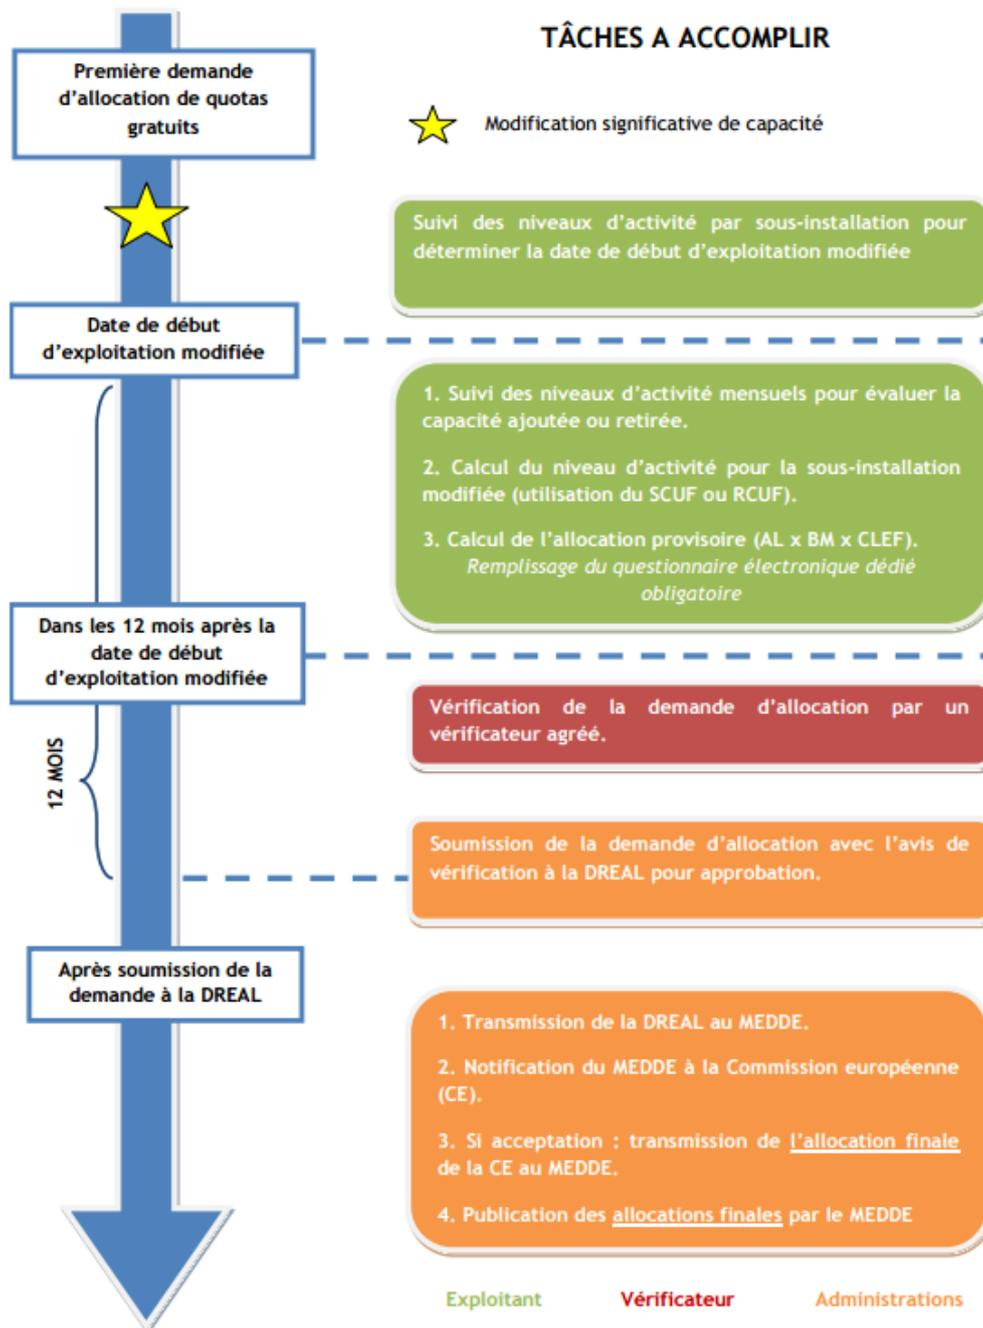 TÂCHES A ACCOMPLIR
Première demande
d'allocation de quotas
gratuits
Modification significative de capacité
Suivi des niveaux d'activité par sous-installation pour
déterminer la date de début d'exploitation modifiée
Date de début
d'exploitation modifiée
1. Suivi des niveaux d'activité mensuels pour évaluer la
capacité ajoutée ou retirée.
2. Calcul du niveau d'activité pour la sous-installation
modifiée (utilisation du SCUF ou RCUF).
3. Calcul de l'allocation provisoire (AL x BM x CLEF).
Remplissage du questionnaire électronique dédié
obligatoire
Dans les 12 mois après la
date de début
d'exploitation modifiée
12 MOIS
Vérification de la demande d'allocation par un
vérificateur agréé.
Soumission de la demande d'allocation avec l'avis de
vérification à la DREAL pour approbation.
Après soumission de la
demande à la DREAL
1. Transmission de la DREAL au MEDDE.
2. Notification du MEDDE à la Commission européenne
(CE).
3. Si acceptation : transmission de l'allocation finale
de la CE au MEDDE.
4. Publication des allocations finales par le MEDDE
Exploitant Vérificateur Administrations